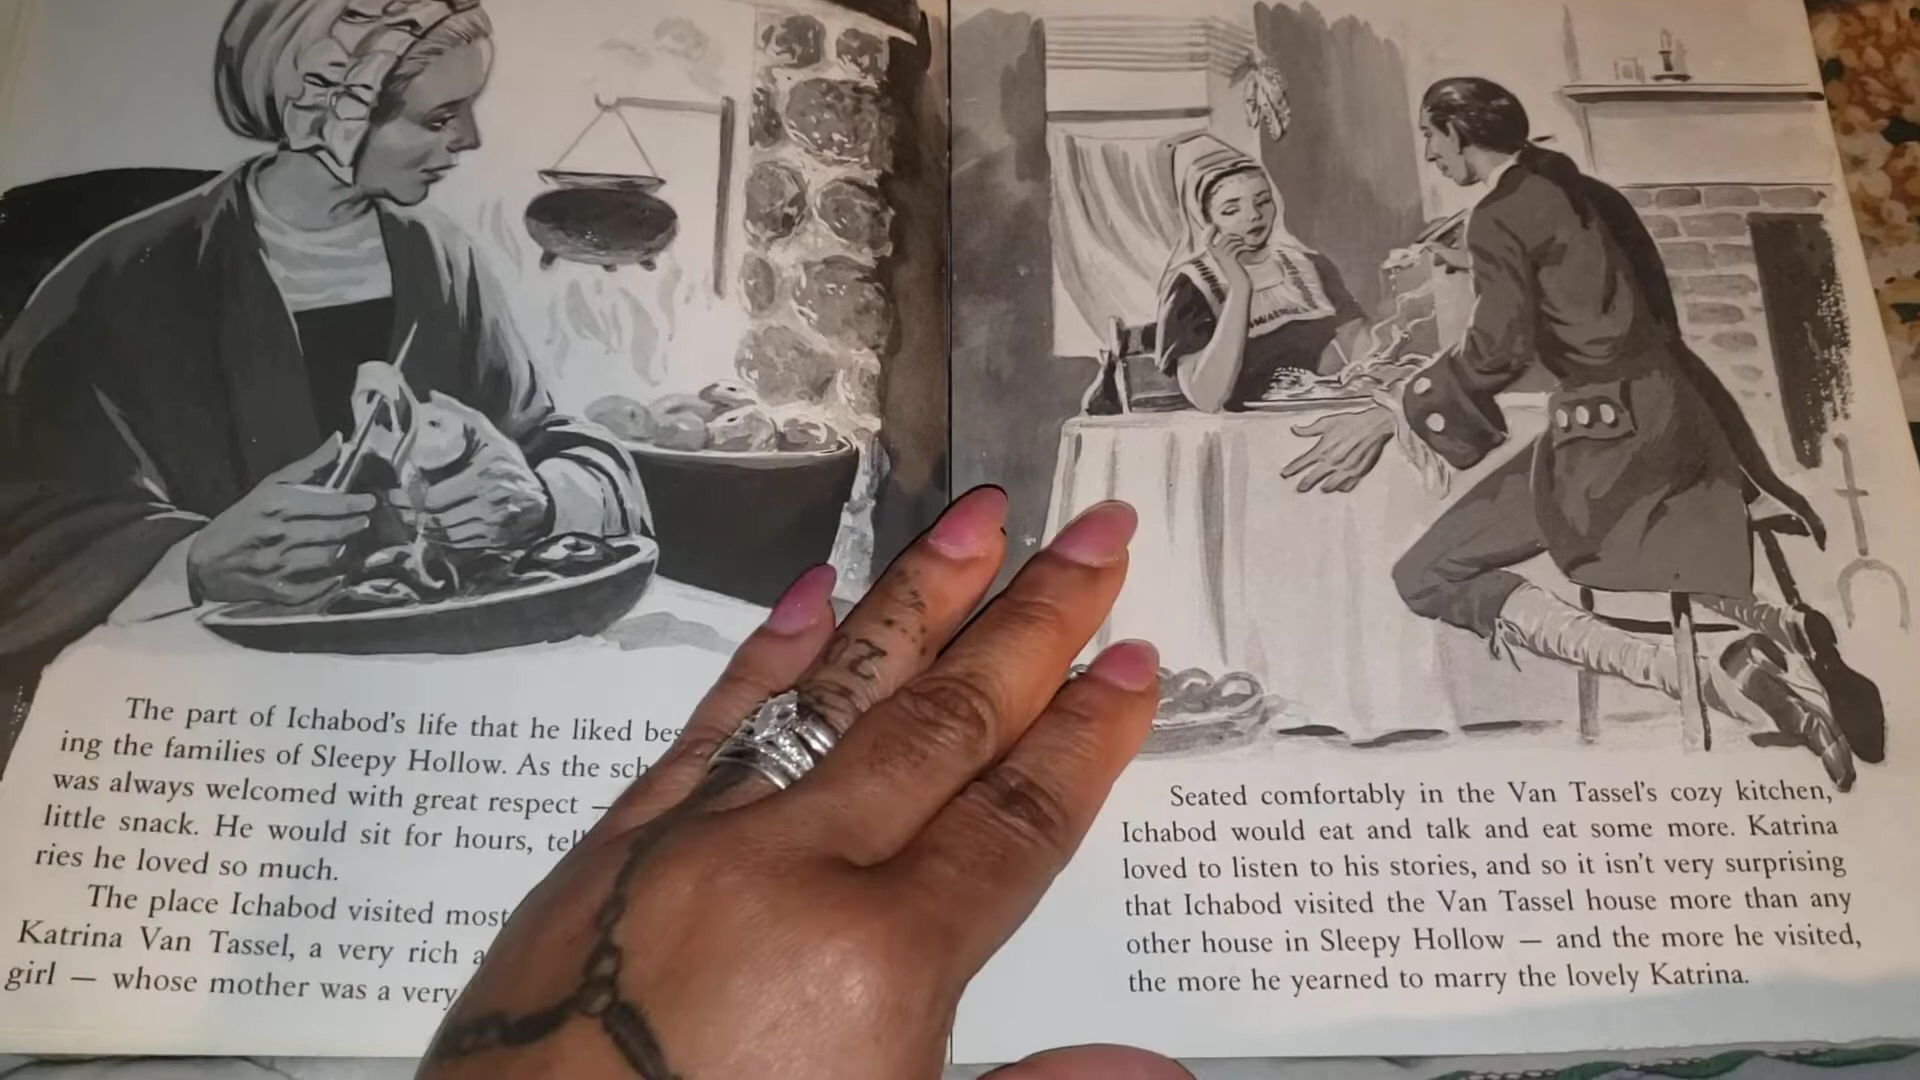 The part of Ichabod's life that he liked
ing the families of Sleepy Hollow. As the
was always welcomed with great respect —
little snack. He would sit for hours,
ries he loved so much.
The place Ichabod visited most
Katrina Van Tassel, a very rich
girl — whose mother was a very
Seated comfortably in the Van Tassel's cozy kitchen,
Ichabod would eat and talk and eat some more. Katrina
loved to listen to his stories, and so it isn't very surprising
that Ichabod visited the Van Tassel house more than any
other house in Sleepy Hollow — and the more he visited,
the more he yearned to marry the lovely Katrina.